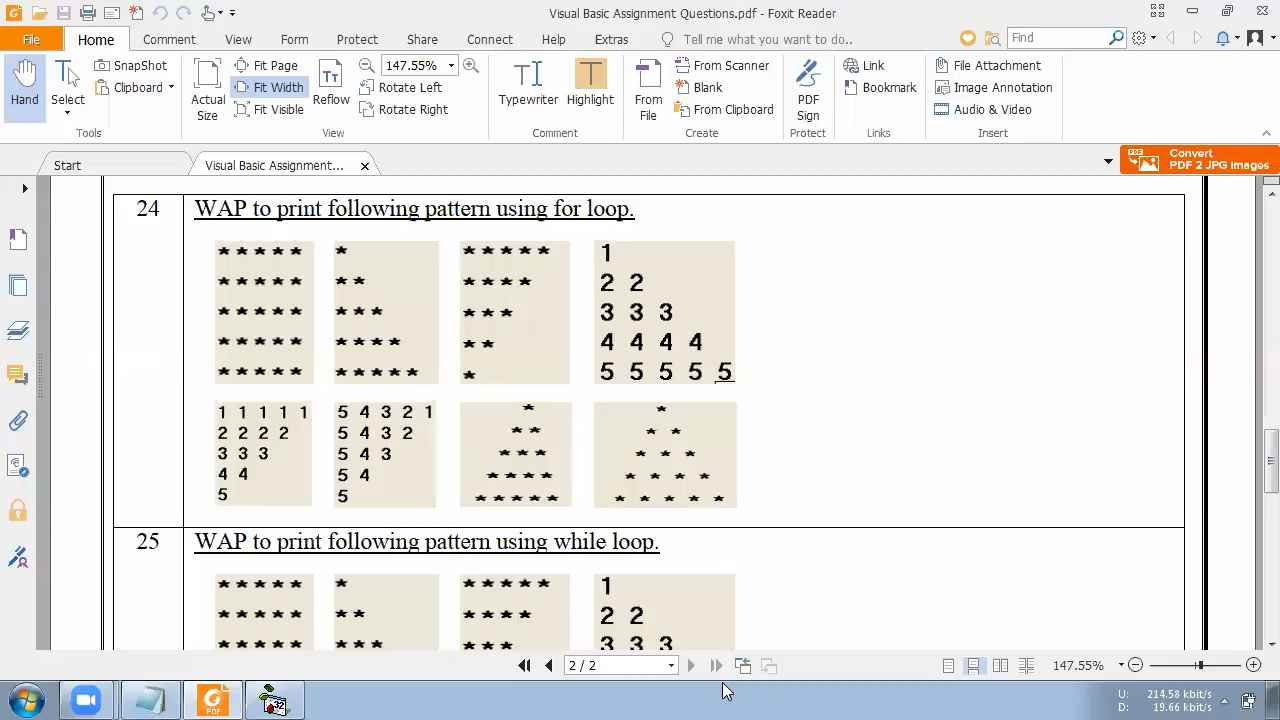 Visual Basic Assignment Questions.pdf - Foxit Reader
File Home Comment View Form Protect Share Connect Help Extras Tell me what you want to do.. Find
Hand
Select
SnapShot
Clipboard
Tools
Actual Size
Fit Page
Fit Width
Fit Visible
Reflow
147.55%
Rotate Left
Rotate Right
View
Typewriter
Highlight
Comment
From File
From Scanner
Blank
From Clipboard
Create
PDF Sign
Protect
Link
Bookmark
Links
File Attachment
Image Annotation
Audio & Video
Insert
Start
Visual Basic Assignment...
Convert
PDF 2 JPG Images
24 WAP to print following pattern using for loop.
* * * * *
* * * * *
* * * * *
* * * * *
* * * * *
*
* *
* * *
* * * *
* * * * *
* * * * *
* * * *
* * *
* *
*
1
2 2
3 3 3
4 4 4 4
5 5 5 5 5
1 1 1 1 1
2 2 2 2
3 3 3
4 4
5
5 4 3 2 1
5 4 3 2
5 4 3
5 4
5
*
* *
* * *
* * * *
* * * * *
*
* *
* * *
* * * *
* * * * *
25 WAP to print following pattern using while loop.
* * * * *
* * * * *
* * * * *
*
* *
* * *
* * * * *
* * * *
* * *
1
2 2
3 3 3
2 / 2
147.55%
PDF
32
U: 214.58 kbit/s
D: 19.66 kbit/s